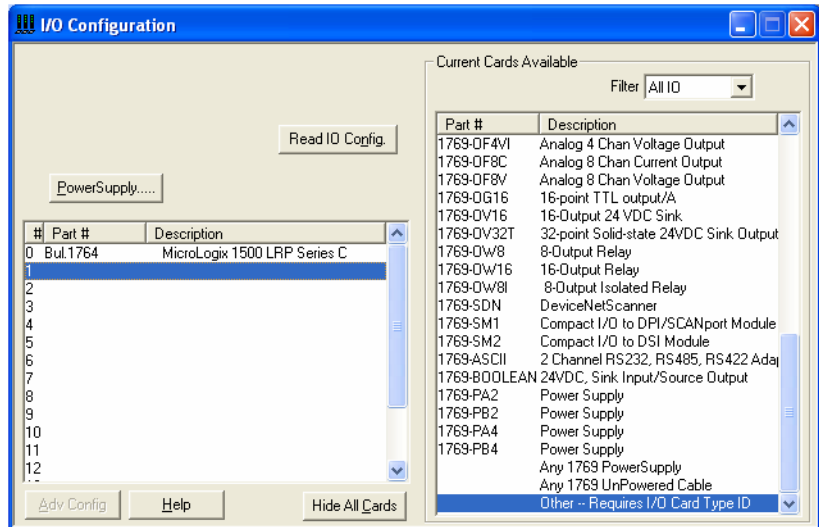 I/O Configuration
Read IO Config.
PowerSupply.....
# Part # Description
0 Bul.1764 MicroLogix 1500 LRP Series C
1
2
3
4
5
6
7
8
9
10
11
12
Adv Config Help Hide All Cards
Current Cards Available
Filter All IO
Part # Description
1769-OF4VI Analog 4 Chan Voltage Output
1769-OF8C Analog 8 Chan Current Output
1769-OF8V Analog 8 Chan Voltage Output
1769-OG16 16-point TTL output/A
1769-OV16 16-Output 24 VDC Sink
1769-OV32T 32-point Solid-state 24VDC Sink Output
1769-OW8 8-Output Relay
1769-OW16 16-Output Relay
1769-OW8I 8-Output Isolated Relay
1769-SDN DeviceNetScanner
1769-SM1 Compact I/O to DPI/SCANport Module
1769-SM2 Compact I/O to DSI Module
1769-ASCII 2 Channel RS232, RS485, RS422 Ada
1769-BOOLEAN 24VDC, Sink Input/Source Output
1769-PA2 Power Supply
1769-PB2 Power Supply
1769-PA4 Power Supply
1769-PB4 Power Supply
Any 1769 PowerSupply
Any 1769 UnPowered Cable
Other -- Requires I/O Card Type ID